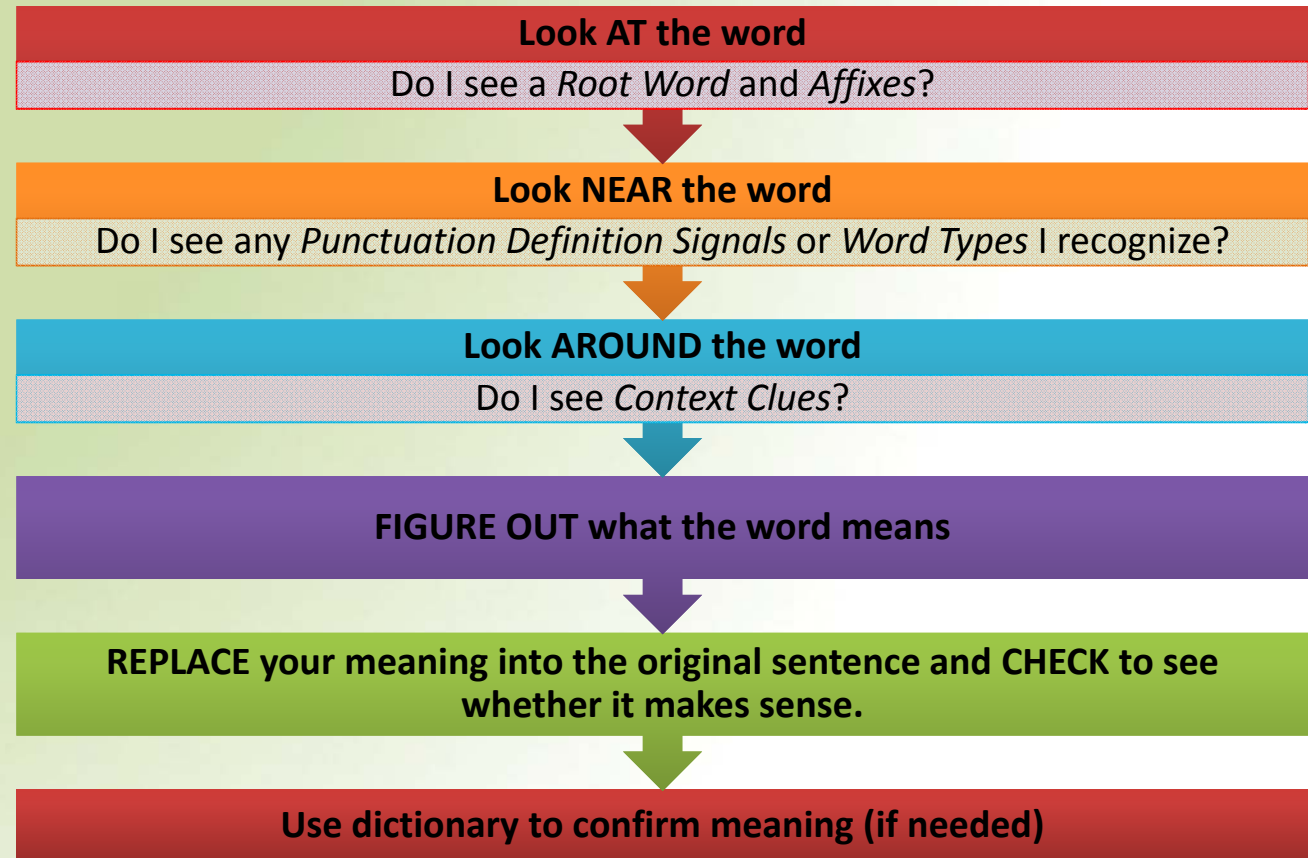 Look AT the word
Do I see a Root Word and Affixes?
Look NEAR the word
Do I see any Punctuation Definition Signals or Word Types I recognize?
Look AROUND the word
Do I see Context Clues?
FIGURE OUT what the word means
REPLACE your meaning into the original sentence and CHECK to see
whether it makes sense.
Use dictionary to confirm meaning (if needed)